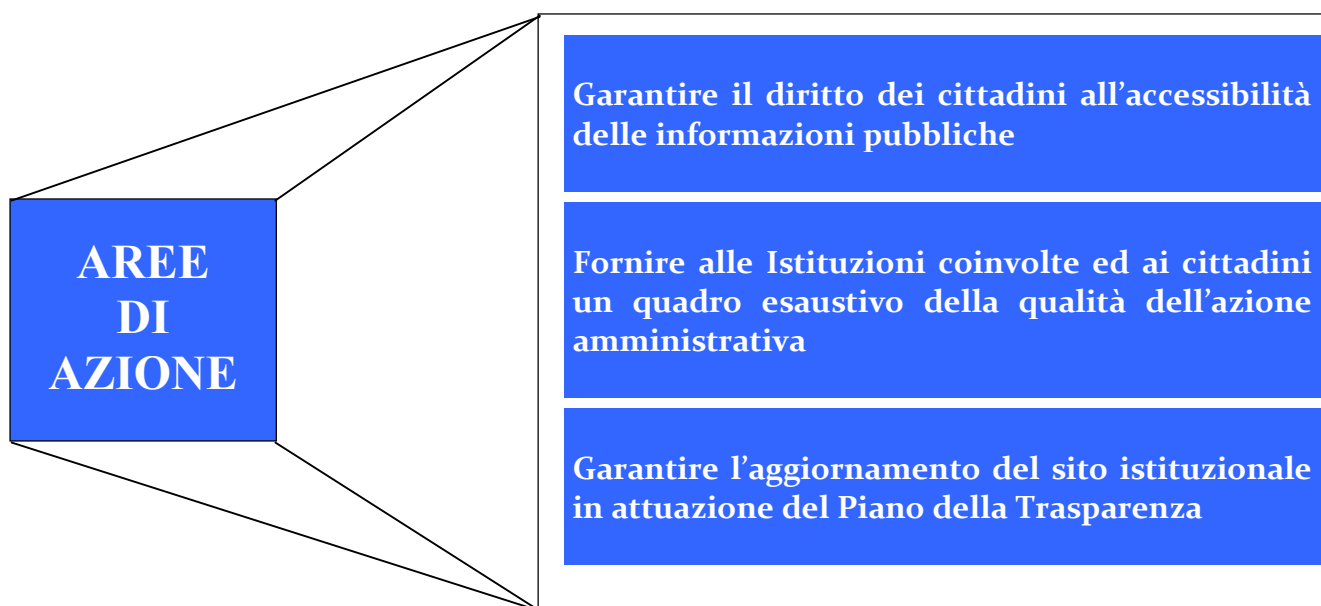 AREE
DI
AZIONE
Garantire il diritto dei cittadini all’accessibilità
delle informazioni pubbliche
Fornire alle Istituzioni coinvolte ed ai cittadini
un quadro esaustivo della qualità dell’azione
amministrativa
Garantire l’aggiornamento del sito istituzionale
in attuazione del Piano della Trasparenza